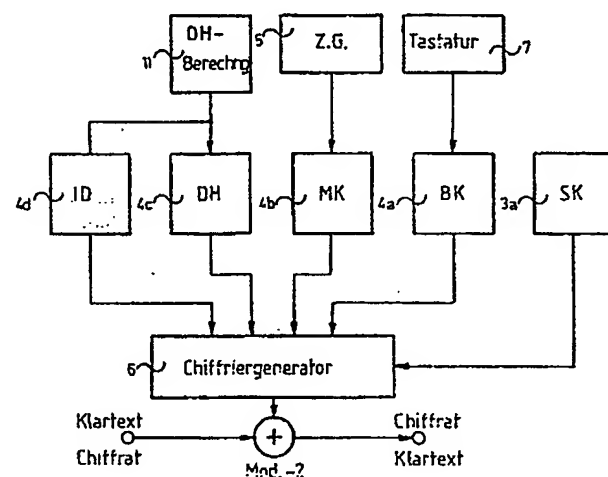 DH-
Berechng
11
5
Z.G.
Tastatur
7
4d
ID
4c
DH
4b
MK
4a
BK
3a
SK
6
Chiffriergenerator
Klartext
Chiffrat
+
Chiffrat
Klartext
Mod.-2